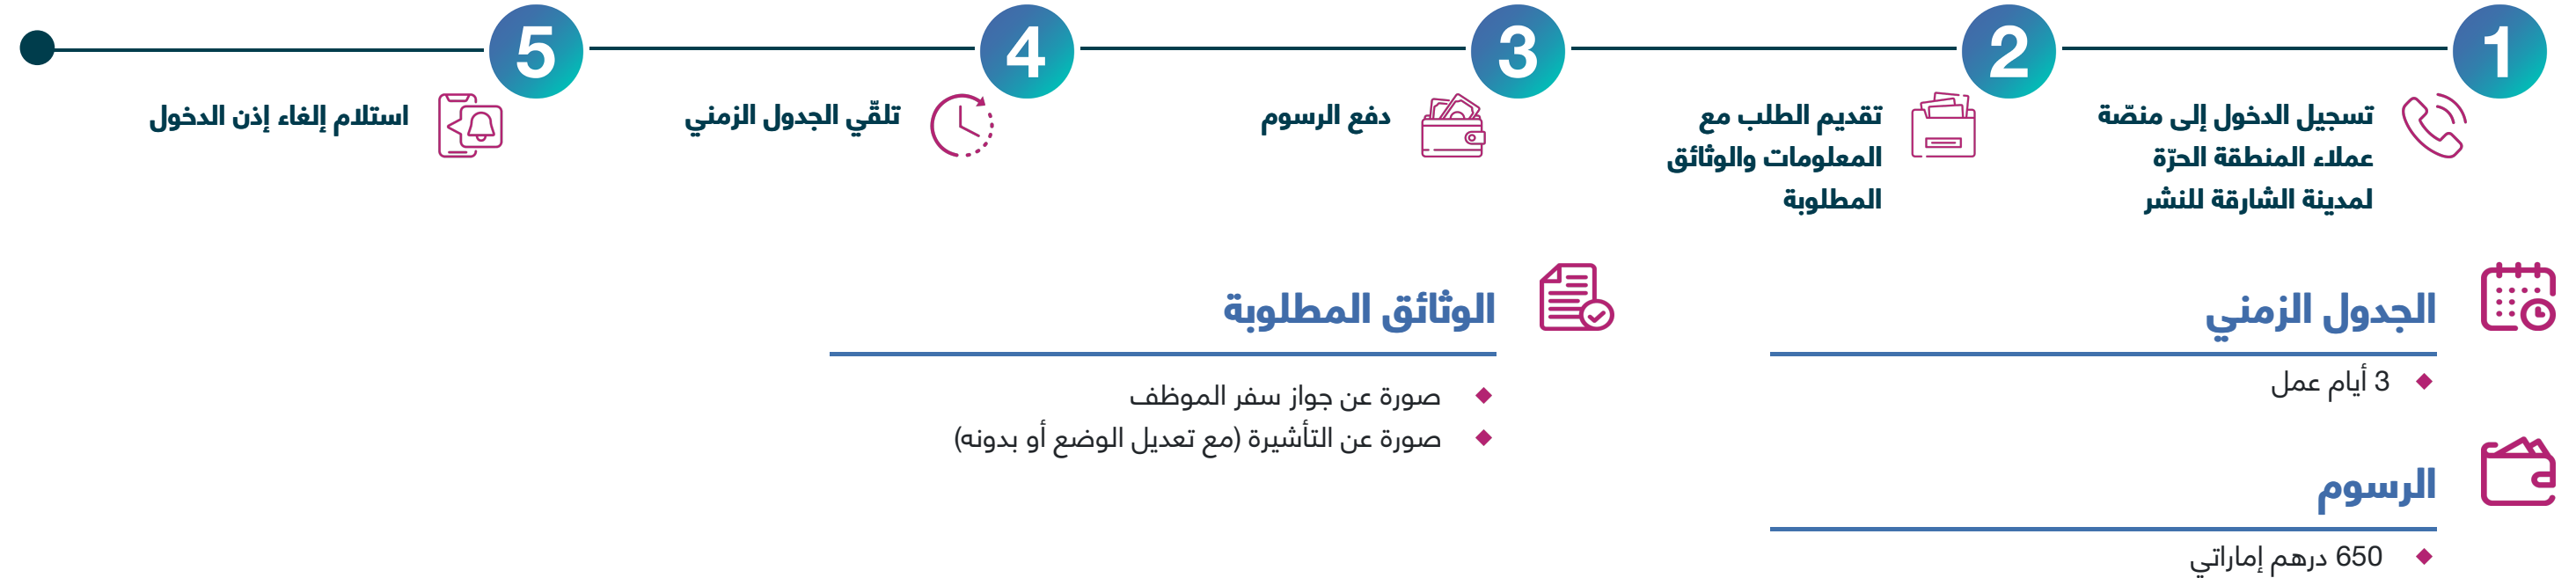 1
تسجيل الدخول إلى منصّة
عملاء المنطقة الحرّة
لمدينة الشارقة للنشر
2
تقديم الطلب مع
المعلومات والوثائق
المطلوبة
3
دفع الرسوم
4
تلقّي الجدول الزمني
5
استلام إلغاء إذن الدخول
الجدول الزمني
3 أيام عمل
الرسوم
650 درهم إماراتي
الوثائق المطلوبة
صورة عن جواز سفر الموظف
صورة عن التأشيرة (مع تعديل الوضع أو بدونه)